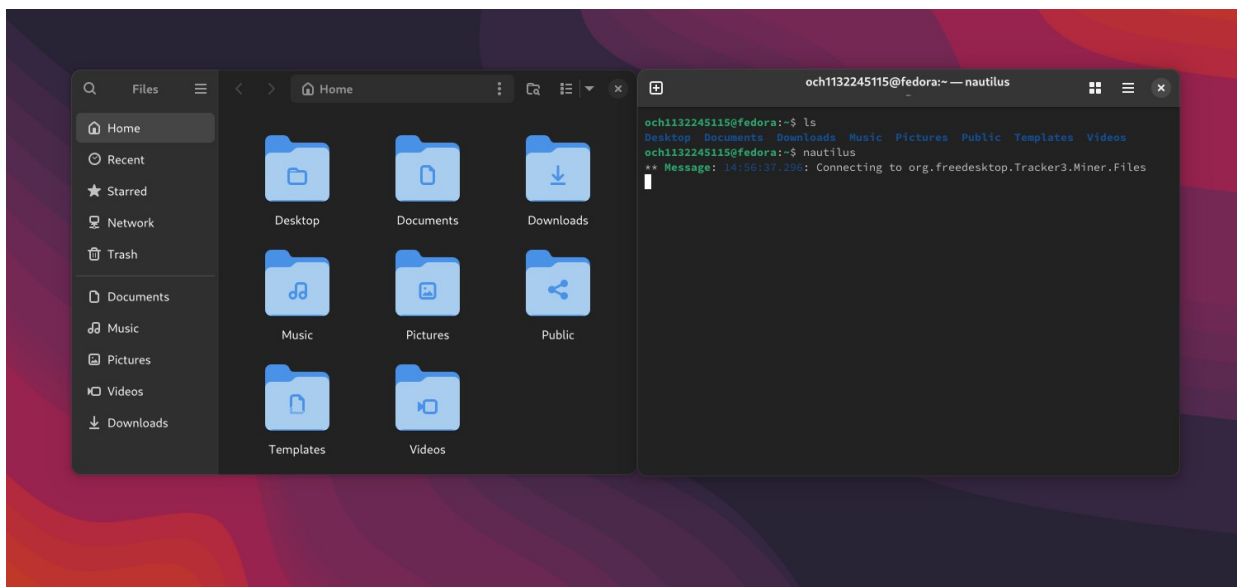 Files
Home
Home
Recent
Starred
Network
Trash
Documents
Music
Pictures
Videos
Downloads
Desktop Documents Downloads
Music Pictures Public
Templates Videos
och1132245115@fedora:~ — nautilus
~
och1132245115@fedora:~$ ls
Desktop Documents Downloads Music Pictures Public Templates Videos
och1132245115@fedora:~$ nautilus
** Message: 14:56:37.296: Connecting to org.freedesktop.Tracker3.Miner.Files